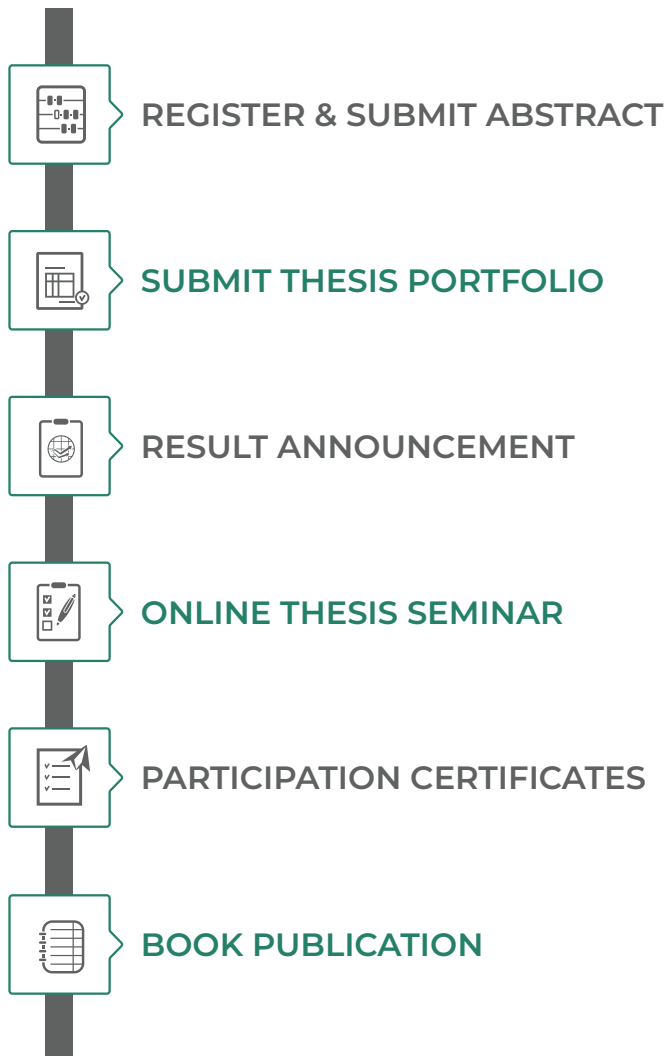 REGISTER & SUBMIT ABSTRACT
SUBMIT THESIS PORTFOLIO
RESULT ANNOUNCEMENT
ONLINE THESIS SEMINAR
PARTICIPATION CERTIFICATES
BOOK PUBLICATION